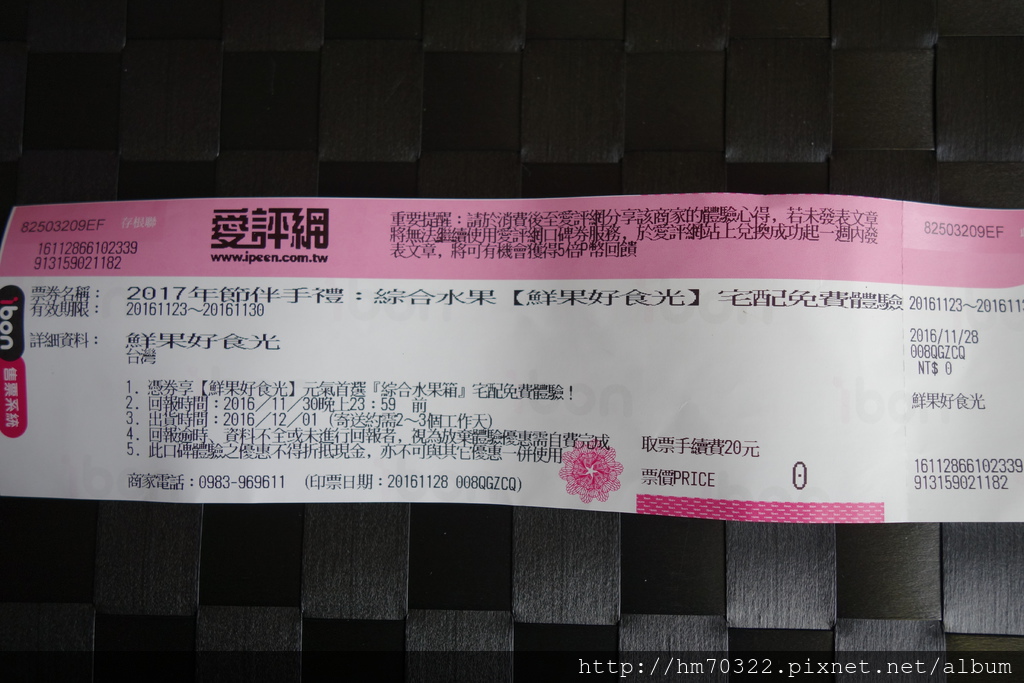 82503209EF 存根聯
16112866102339
913159021182
愛評網
www.ipeen.com.tw
重要提醒：請於消費後至愛評網分享該商家的體驗心得，若未發表文章
將無法繼續使用愛評網口碑券服務，於愛評網站上兌換成功起一週內發
表文章，將可有機會獲得5倍P幣回饋
82503209EF
ibon
售票系統
票券名稱： 2017年節伴手禮：綜合水果【鮮果好食光】宅配免費體驗
有效期限： 20161123～20161130
詳細資料： 鮮果好食光
台灣
1. 憑券享【鮮果好食光】元氣首選『綜合水果箱』宅配免費體驗！
2. 回報時間：2016／11／30晚上23：59 前
3. 出貨時間：2016／12／01（寄送約需2～3個工作天）
4. 回報逾時、資料不全或未進行回報者，視為放棄體驗優惠需自費完成
5. 此口碑體驗之優惠不得折抵現金，亦不可與其它優惠一併使用
商家電話：0983-969611 （印票日期：20161128 008QGZCQ）
取票手續費20元
票價PRICE 0
20161123～201611
2016/11/28
008QGZCQ
NT$ 0
鮮果好食光
16112866102339
913159021182
http://hm70322.pixnet.net/album